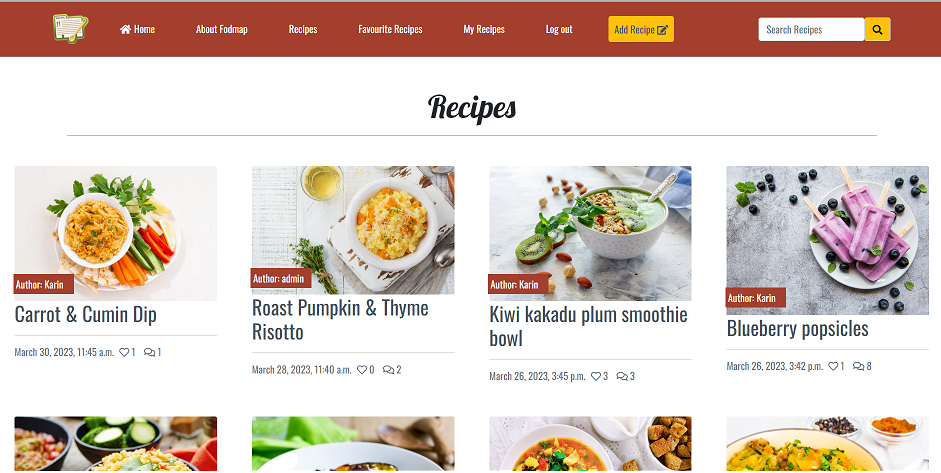 Home
About Fodmap
Recipes
Favourite Recipes
My Recipes
Log out
Add Recipe
Search Recipes
Recipes
Author: Karin
Carrot & Cumin Dip
March 30, 2023, 11:45 a.m. 1 1
Author: admin
Roast Pumpkin & Thyme
Risotto
March 28, 2023, 11:40 a.m. 0 2
Author: Karin
Kiwi kakadu plum smoothie
bowl
March 26, 2023, 3:45 p.m. 3 3
Author: Karin
Blueberry popsicles
March 26, 2023, 3:42 p.m. 1 8